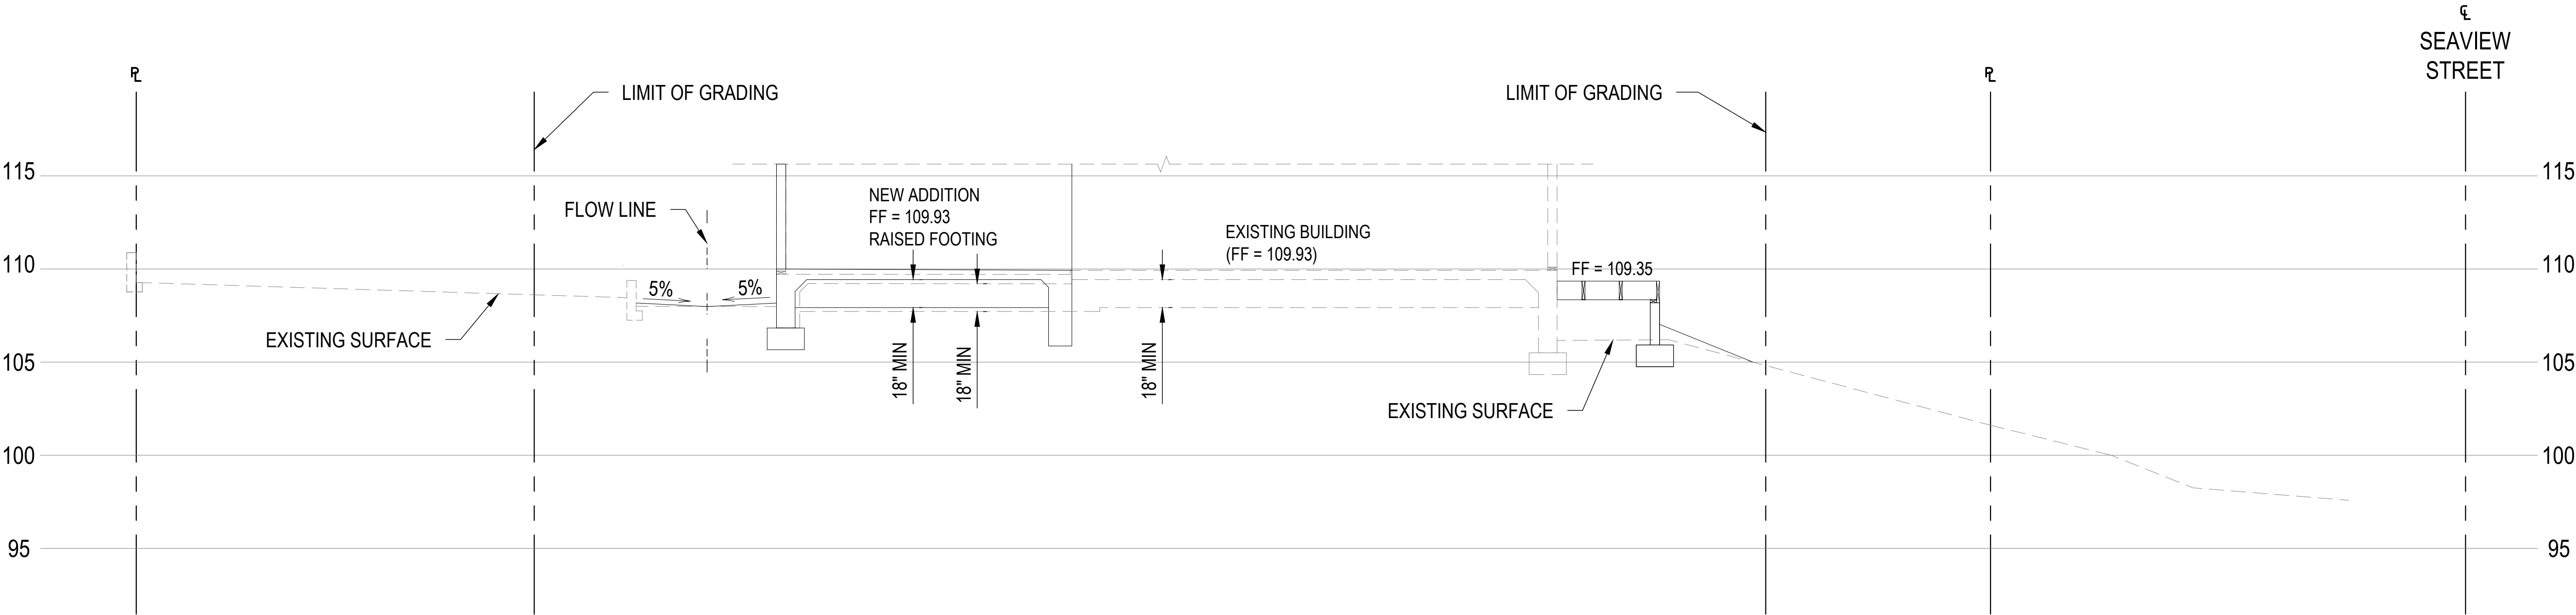 ℄
SEAVIEW
STREET
PL
PL
LIMIT OF GRADING
LIMIT OF GRADING
115
115
NEW ADDITION
FF = 109.93
RAISED FOOTING
FLOW LINE
EXISTING BUILDING
(FF = 109.93)
110
110
FF = 109.35
5%
5%
EXISTING SURFACE
18" MIN
18" MIN
18" MIN
105
105
EXISTING SURFACE
100
100
95
95